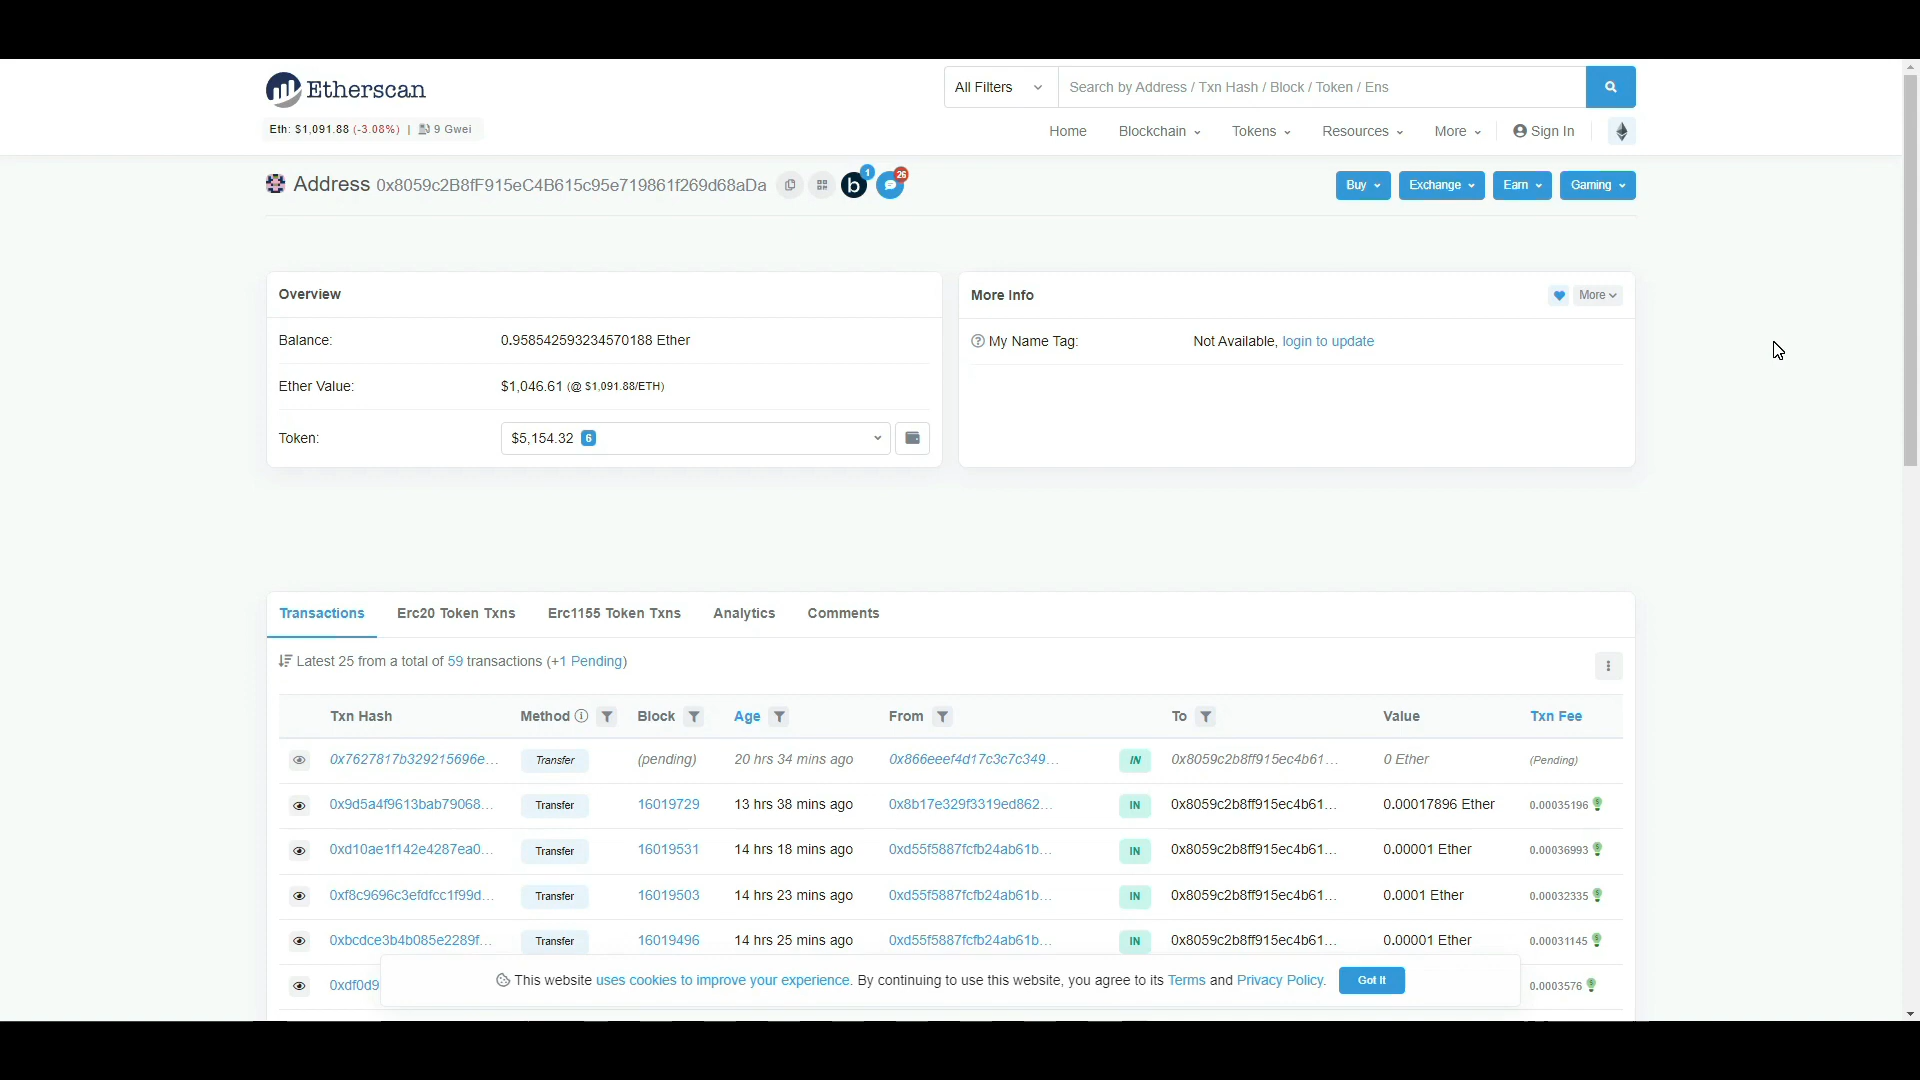 Etherscan
All Filters
Search by Address / Txn Hash / Block / Token / Ens
Eth: $1,091.88 (-3.08%) | 9 Gwei
Home Blockchain Tokens Resources More Sign In
Address 0x8059c2B8fF915eC4B615c95e719861f269d68aDa
b 1 26
Buy Exchange Earn Gaming
Overview
Balance: 0.958542593234570188 Ether
Ether Value: $1,046.61 (@ $1,091.88/ETH)
Token: $5,154.32 6
More Info
More
My Name Tag: Not Available, login to update
Transactions Erc20 Token Txns Erc1155 Token Txns Analytics Comments
Latest 25 from a total of 59 transactions (+1 Pending)
Txn Hash Method Block Age From To Value Txn Fee
0x7627817b329215696e... Transfer (pending) 20 hrs 34 mins ago 0x866eeef4d17c3c7c349... IN 0x8059c2b8ff915ec4b61... 0 Ether (Pending)
0x9d5a4f9613bab79068... Transfer 16019729 13 hrs 38 mins ago 0x8b17e329f3319ed862... IN 0x8059c2b8ff915ec4b61... 0.00017896 Ether 0.00035196
0xd10ae1f142e4287ea0... Transfer 16019531 14 hrs 18 mins ago 0xd55f5887fcfb24ab61b... IN 0x8059c2b8ff915ec4b61... 0.00001 Ether 0.00036993
0xf8c9696c3efdfcc1f99d... Transfer 16019503 14 hrs 23 mins ago 0xd55f5887fcfb24ab61b... IN 0x8059c2b8ff915ec4b61... 0.0001 Ether 0.00032335
0xbcdce3b4b085e2289f... Transfer 16019496 14 hrs 25 mins ago 0xd55f5887fcfb24ab61b... IN 0x8059c2b8ff915ec4b61... 0.00001 Ether 0.00031145
0xdf0d9 0.0003576
This website uses cookies to improve your experience. By continuing to use this website, you agree to its Terms and Privacy Policy. Got It